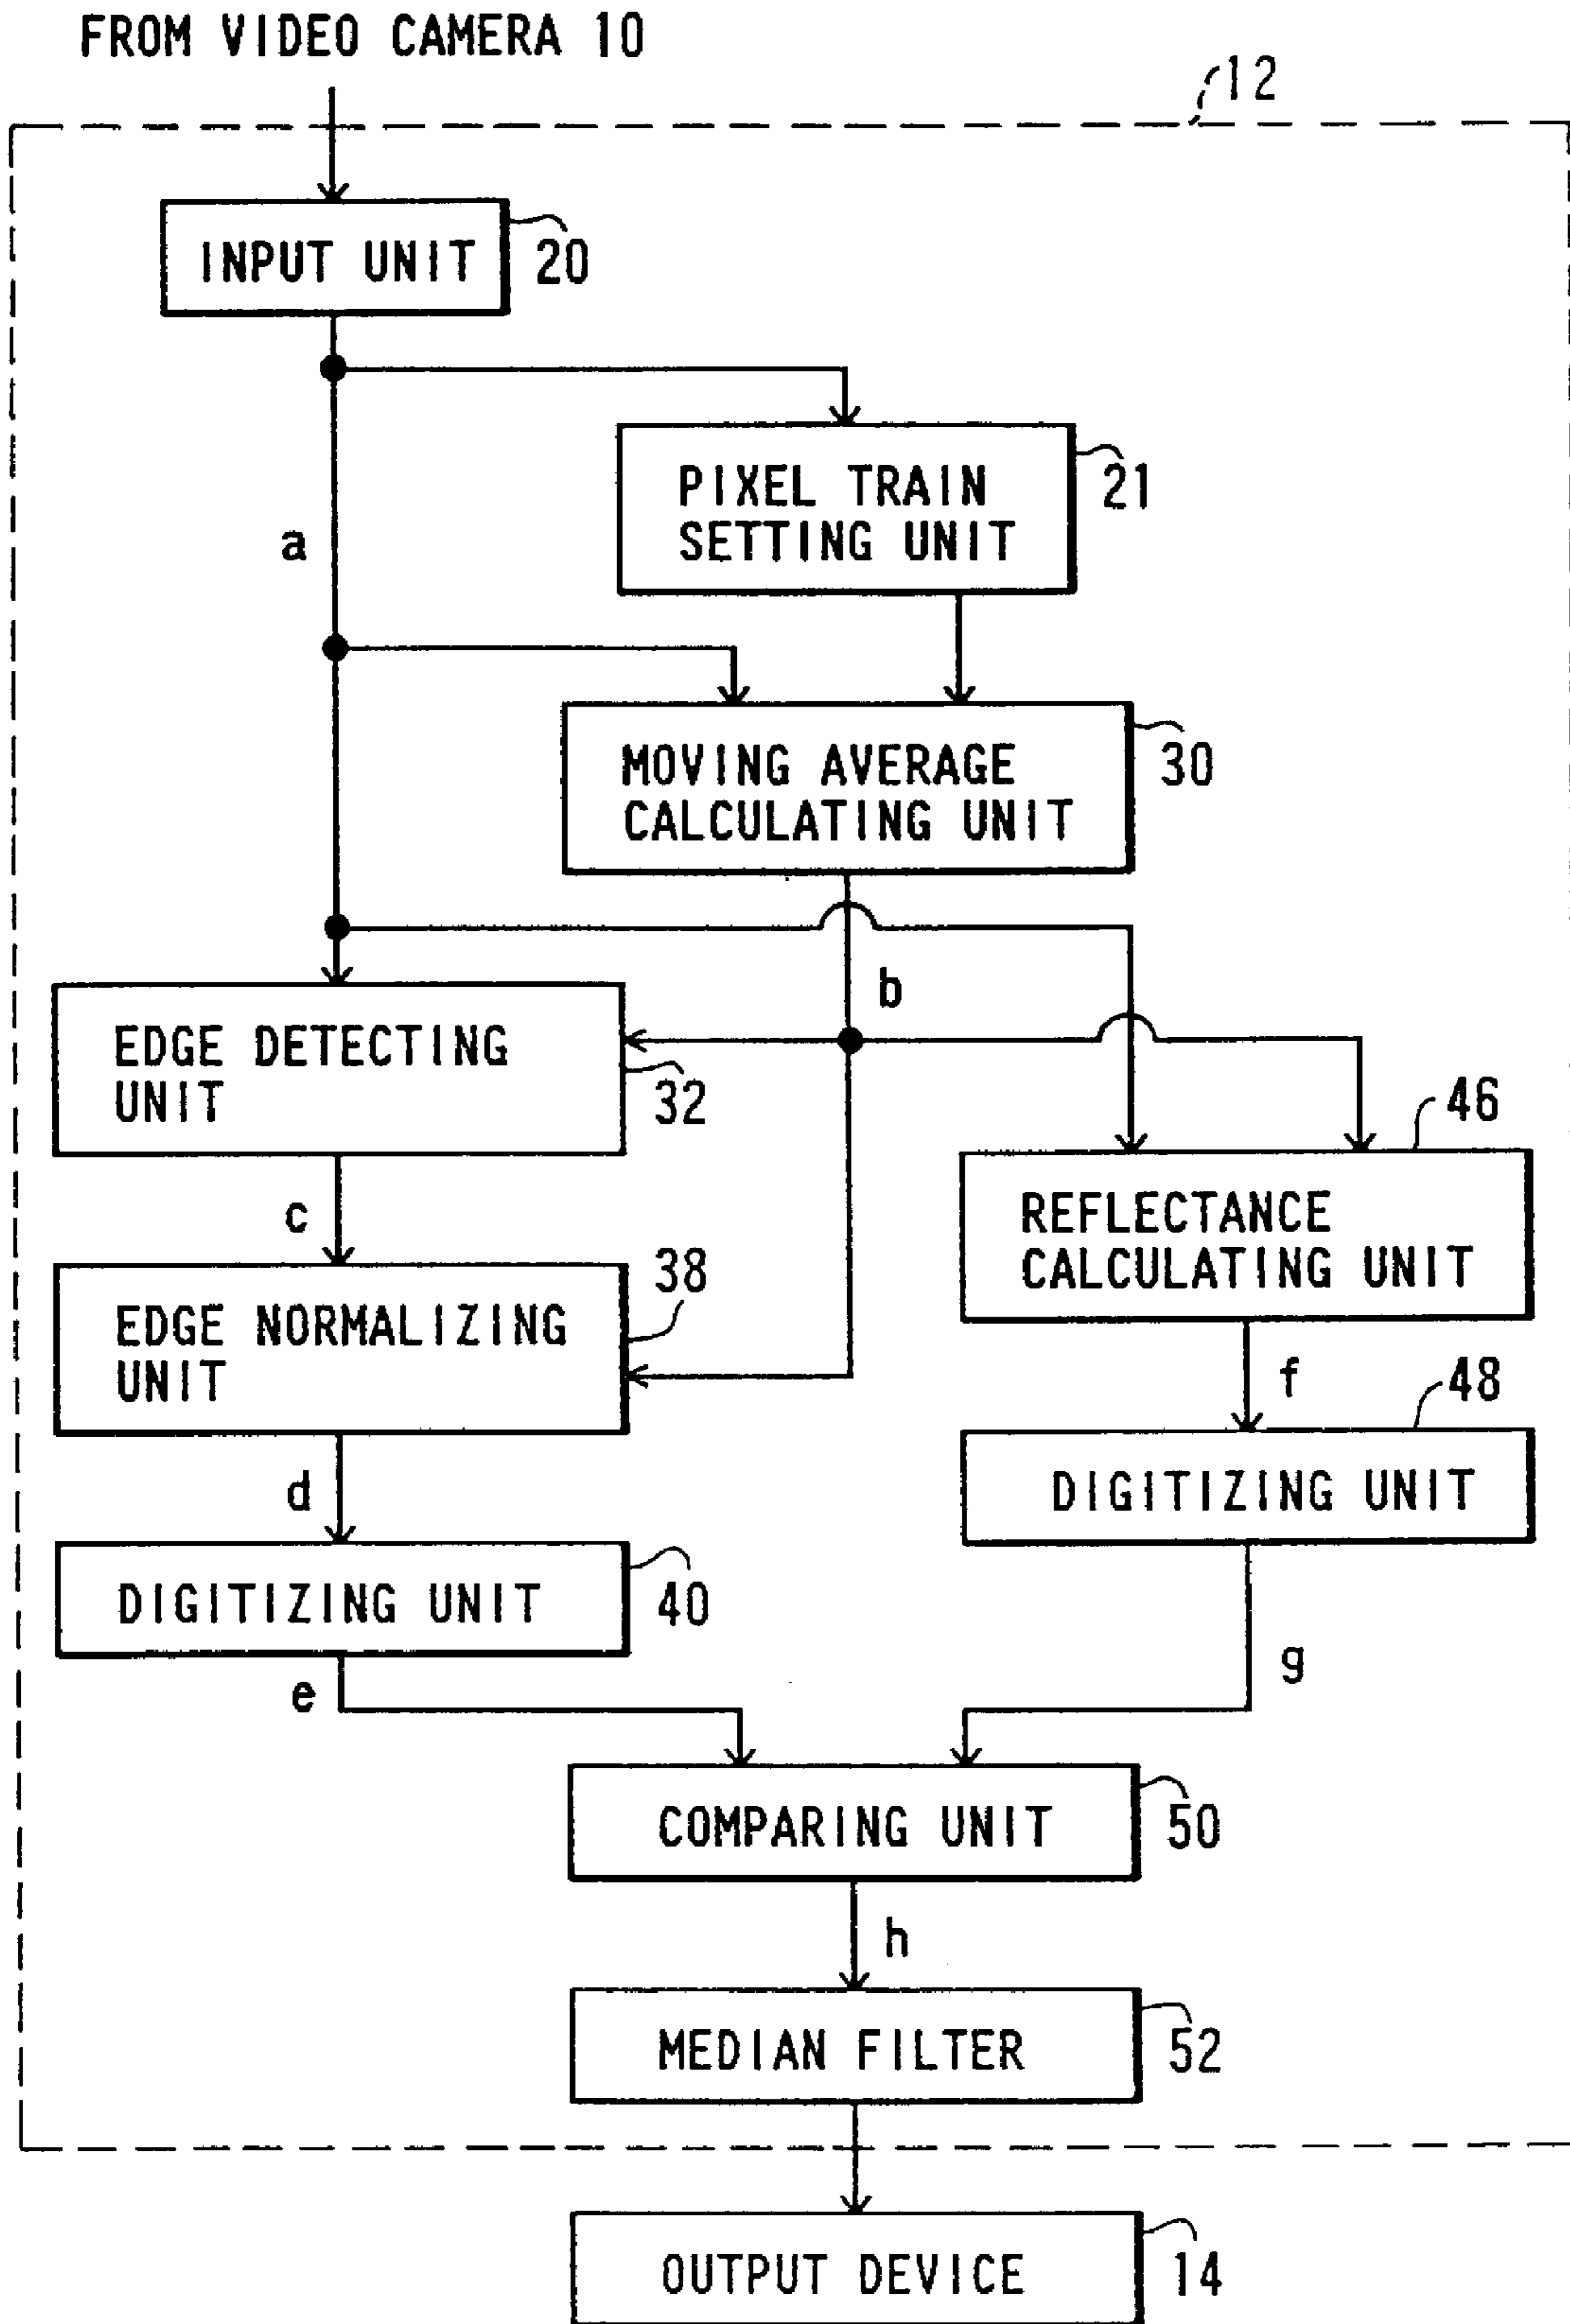 FROM VIDEO CAMERA 10
12
INPUT UNIT
20
PIXEL TRAIN
SETTING UNIT
21
a
MOVING AVERAGE
CALCULATING UNIT
30
b
EDGE DETECTING
UNIT
32
46
c
REFLECTANCE
CALCULATING UNIT
38
EDGE NORMALIZING
UNIT
f
48
d
DIGITIZING UNIT
DIGITIZING UNIT
40
e
g
COMPARING UNIT
50
h
MEDIAN FILTER
52
OUTPUT DEVICE
14